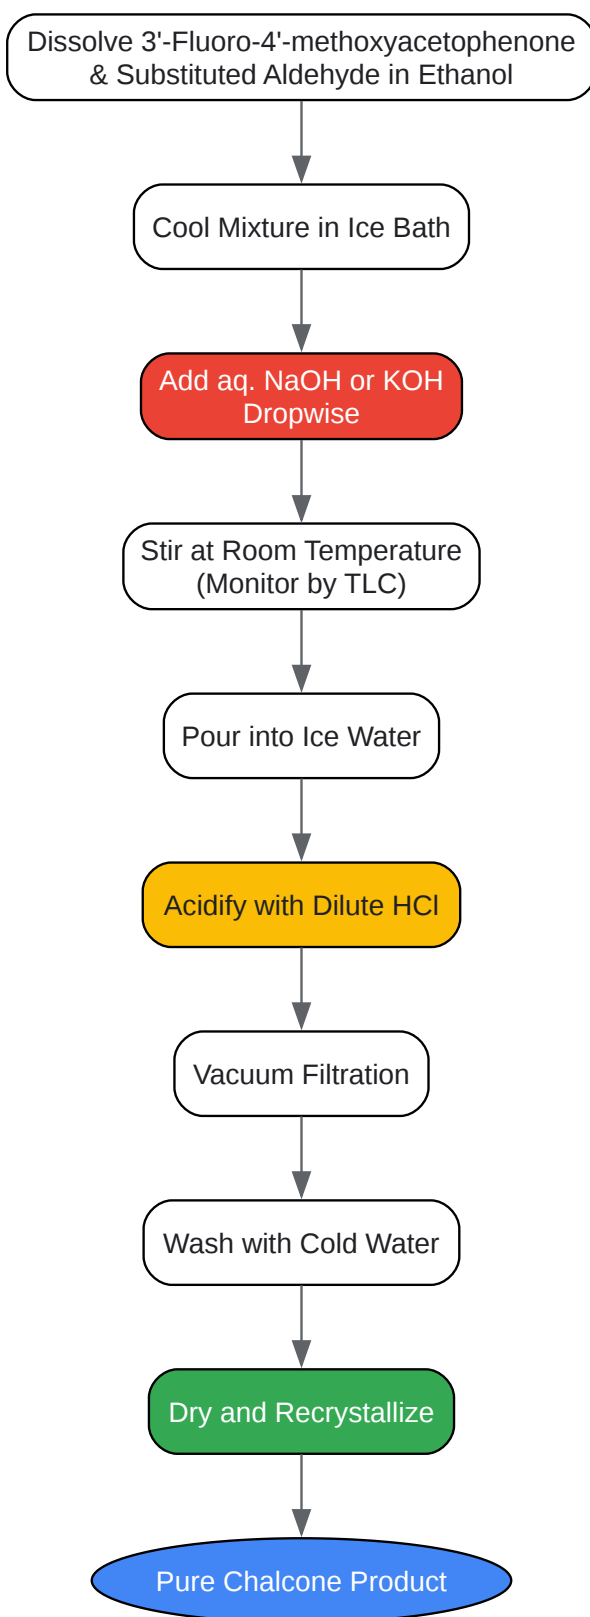 Dissolve 3'-Fluoro-4'-methoxyacetophenone
& Substituted Aldehyde in Ethanol
Cool Mixture in Ice Bath
Add aq. NaOH or KOH
Dropwise
Stir at Room Temperature
(Monitor by TLC)
Pour into Ice Water
Acidify with Dilute HCl
Vacuum Filtration
Wash with Cold Water
Dry and Recrystallize
Pure Chalcone Product